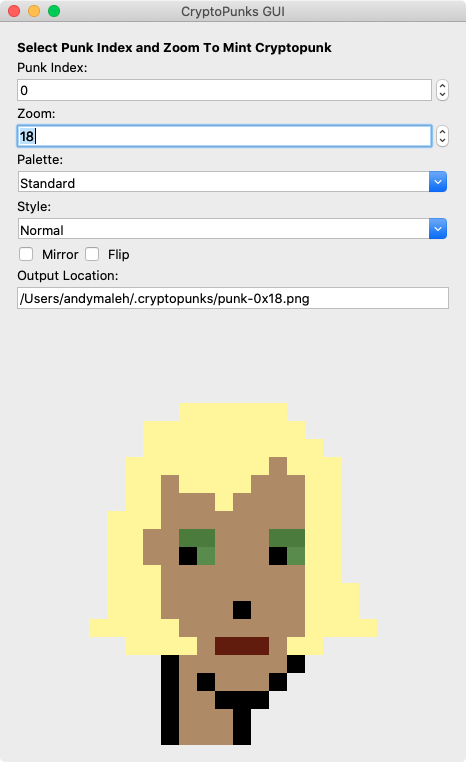 CryptoPunks GUI
Select Punk Index and Zoom To Mint Cryptopunk
Punk Index:
0
Zoom:
18
Palette:
Standard
Style:
Normal
Mirror Flip
Output Location:
/Users/andymaleh/.cryptopunks/punk-0x18.png